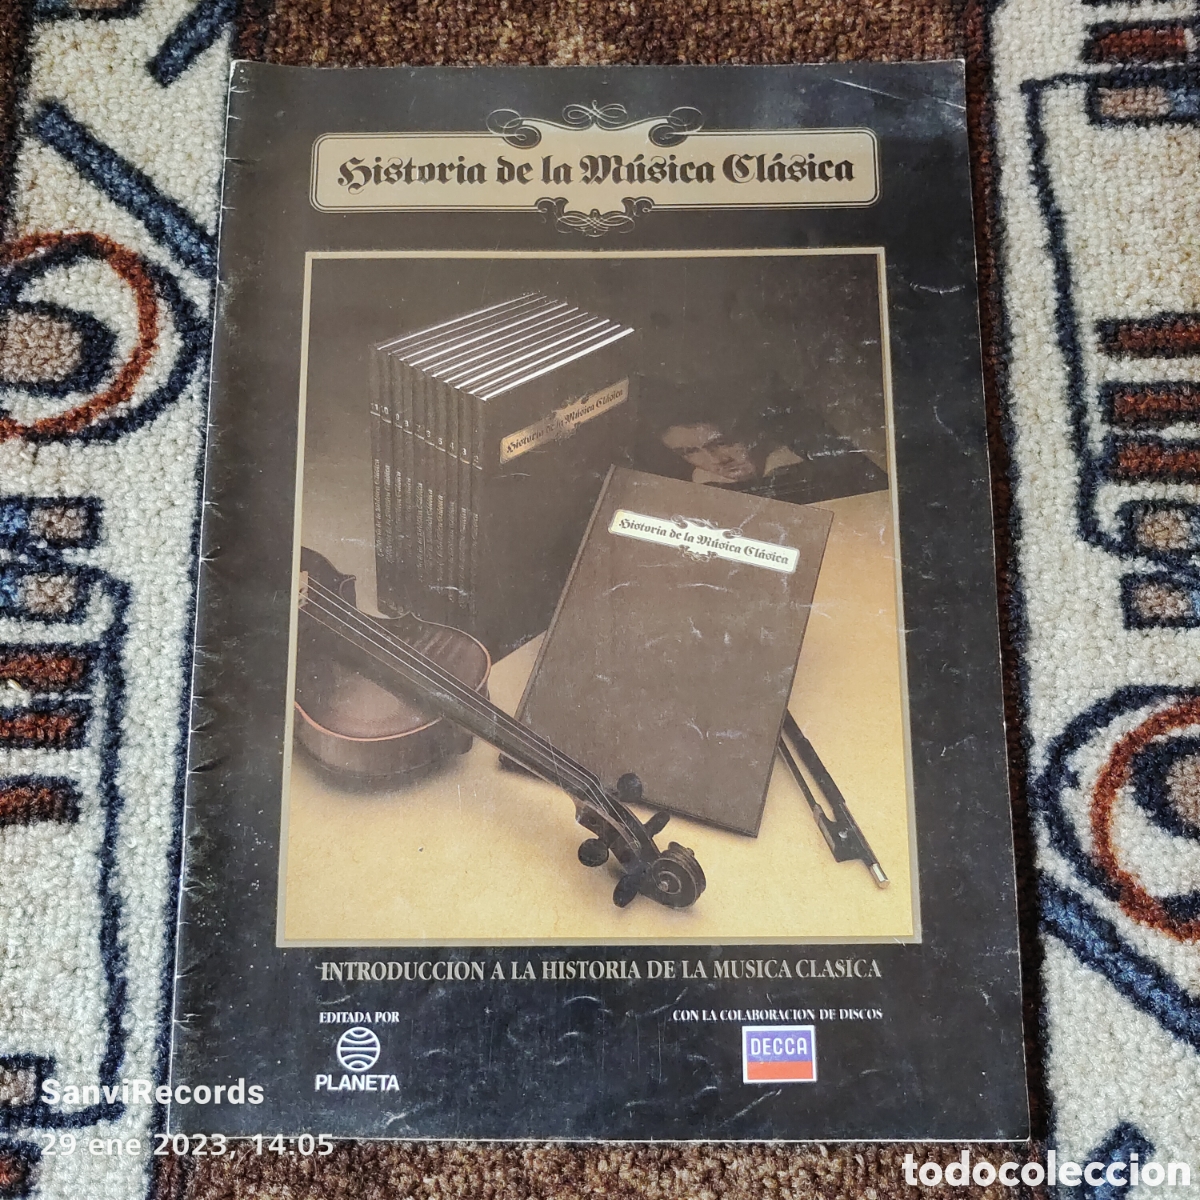 Historia de la Música Clásica
Historia de la Música Clásica
Historia de la Música Clásica
INTRODUCCION A LA HISTORIA DE LA MUSICA CLASICA
EDITADA POR
PLANETA
CON LA COLABORACION DE DISCOS
DECCA
SanviRecords
29 ene 2023, 14:05
todocoleccion